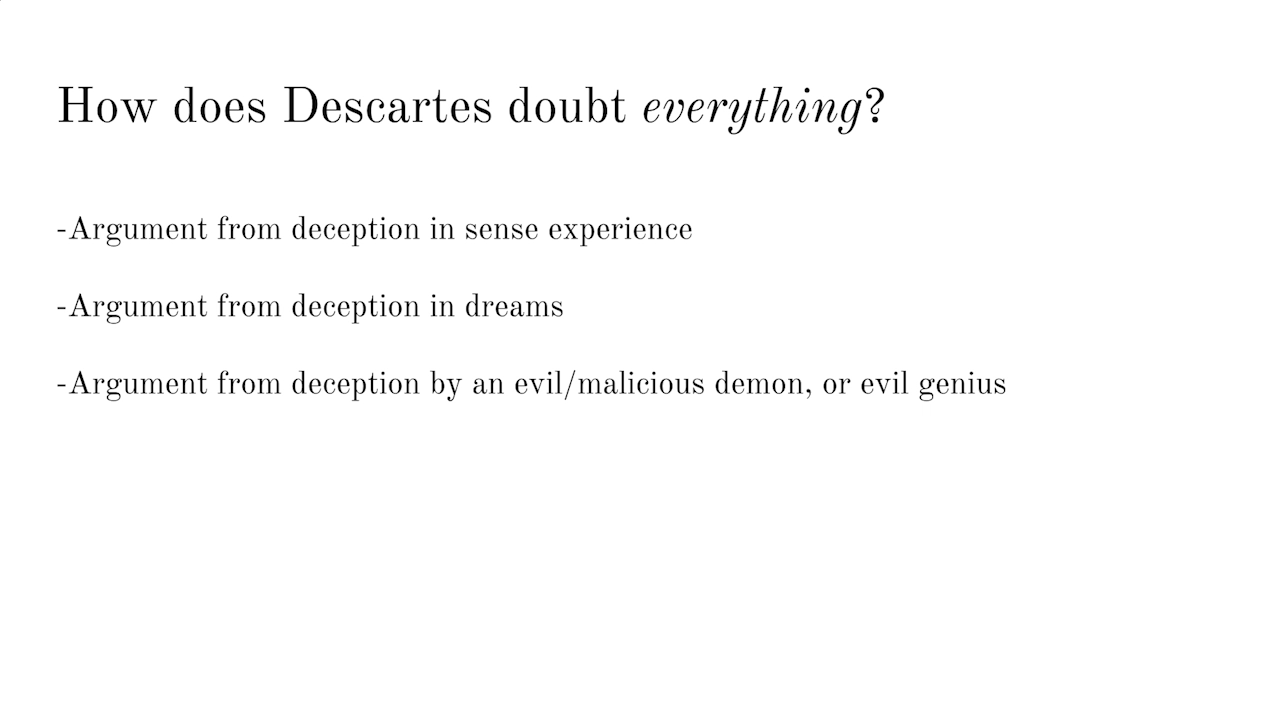 How does Descartes doubt everything?
-Argument from deception in sense experience
-Argument from deception in dreams
-Argument from deception by an evil/malicious demon, or evil genius